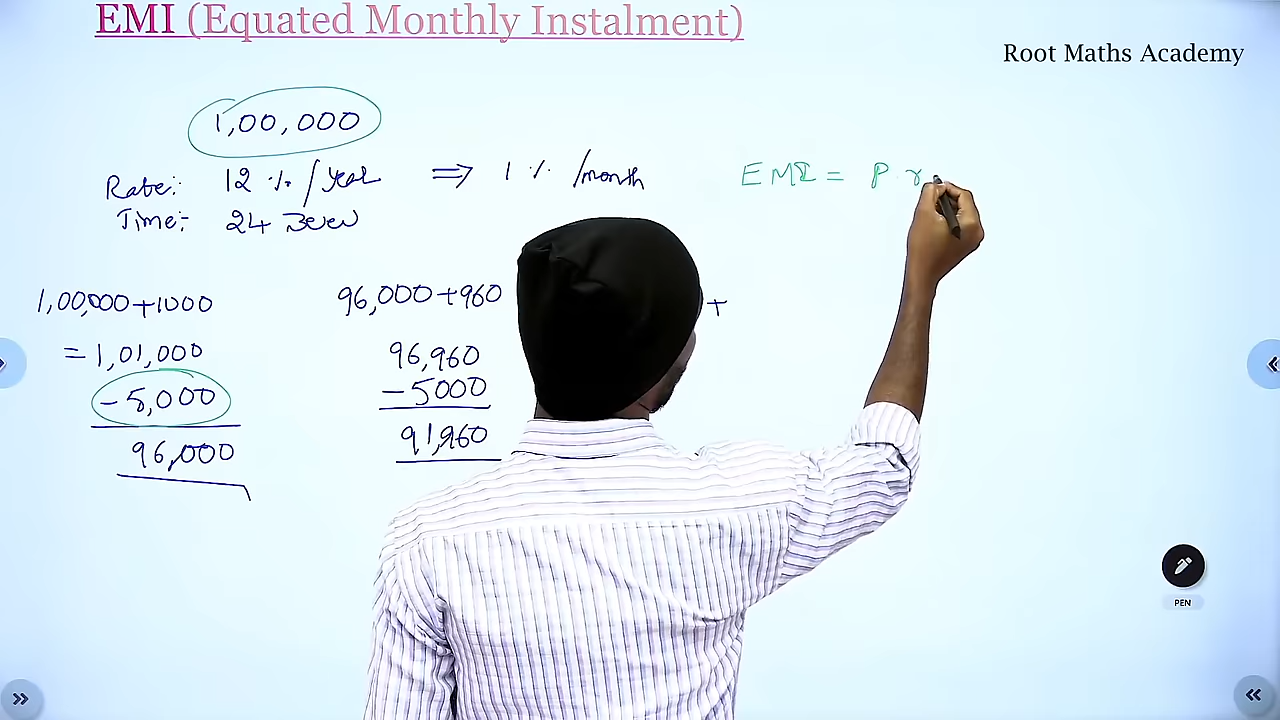 EMI (Equated Monthly Instalment)
Root Maths Academy
1,00,000
Rate:- 12 % / year ⇒ 1 % /month
Time:- 24
EMI = P. r
1,00,000+1000
= 1,01,000
- 5,000
96,000
96,000+960
96,960
- 5000
91,960
+
PEN